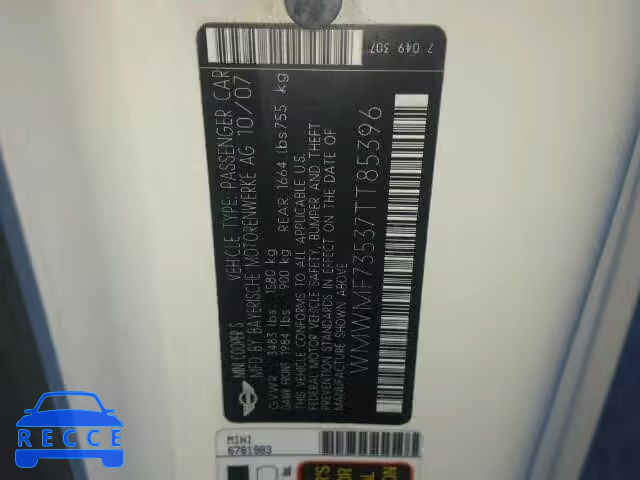 MINI COOPER S
VEHICLE TYPE: PASSENGER CAR
MFD BY BAYERISCHE MOTORENWERKE AG 10/07
GVWR 3483 lbs 1580 kg
GAWR FRONT 1984 lbs 900 kg REAR 1664 lbs 755 kg
THIS VEHICLE CONFORMS TO ALL APPLICABLE U.S.
FEDERAL MOTOR VEHICLE SAFETY, BUMPER AND THEFT
PREVENTION STANDARDS IN EFFECT ON THE DATE OF
MANUFACTURE SHOWN ABOVE
WMWMF73537TT85396
7 049 307
MINI
6781983
RECCE